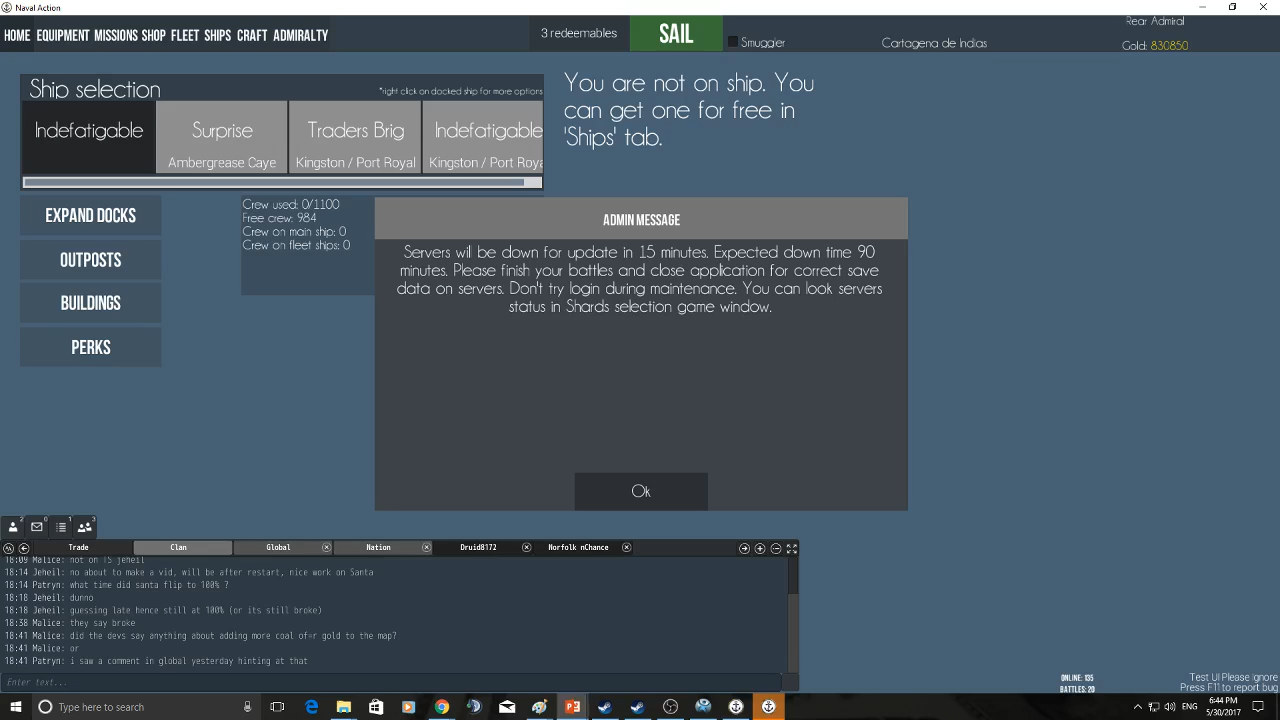 Naval Action
HOME EQUIPMENT MISSIONS SHOP FLEET SHIPS CRAFT ADMIRALTY
3 redeemables
SAIL
Smuggler
Cartagena de Indias
Rear Admiral
Gold: 830850
Ship selection
*right click on docked ship for more options
Indefatigable
Surprise
Ambergrease Caye
Traders Brig
Kingston / Port Royal
Indefatigable
Kingston / Port Roya
You are not on ship. You
can get one for free in
'Ships' tab.
EXPAND DOCKS
OUTPOSTS
BUILDINGS
PERKS
Crew used: 0/1100
Free crew: 984
Crew on main ship: 0
Crew on fleet ships: 0
ADMIN MESSAGE
Servers will be down for update in 15 minutes. Expected down time 90
minutes. Please finish your battles and close application for correct save
data on servers. Don't try login during maintenance. You can look servers
status in Shards selection game window.
Ok
2 0 1 3
Trade Clan Global Nation Druid8172 Norfolk nChance
18:09 Malice: not on TS jeheil
18:14 Jeheil: no about to make a vid, will be after restart, nice work on Santa
18:14 Patryn: what time did santa flip to 100% ?
18:18 Jeheil: dunno
18:18 Jeheil: guessing late hence still at 100% (or its still broke)
18:38 Malice: they say broke
18:41 Malice: did the devs say anything about adding more coal of=r gold to the map?
18:41 Malice: or
18:41 Patryn: i saw a comment in global yesterday hinting at that
Enter text...
ONLINE: 135
BATTLES: 20
Test UI Please Ignore
Press F11 to report bug
Type here to search
6:44 PM
5/30/2017